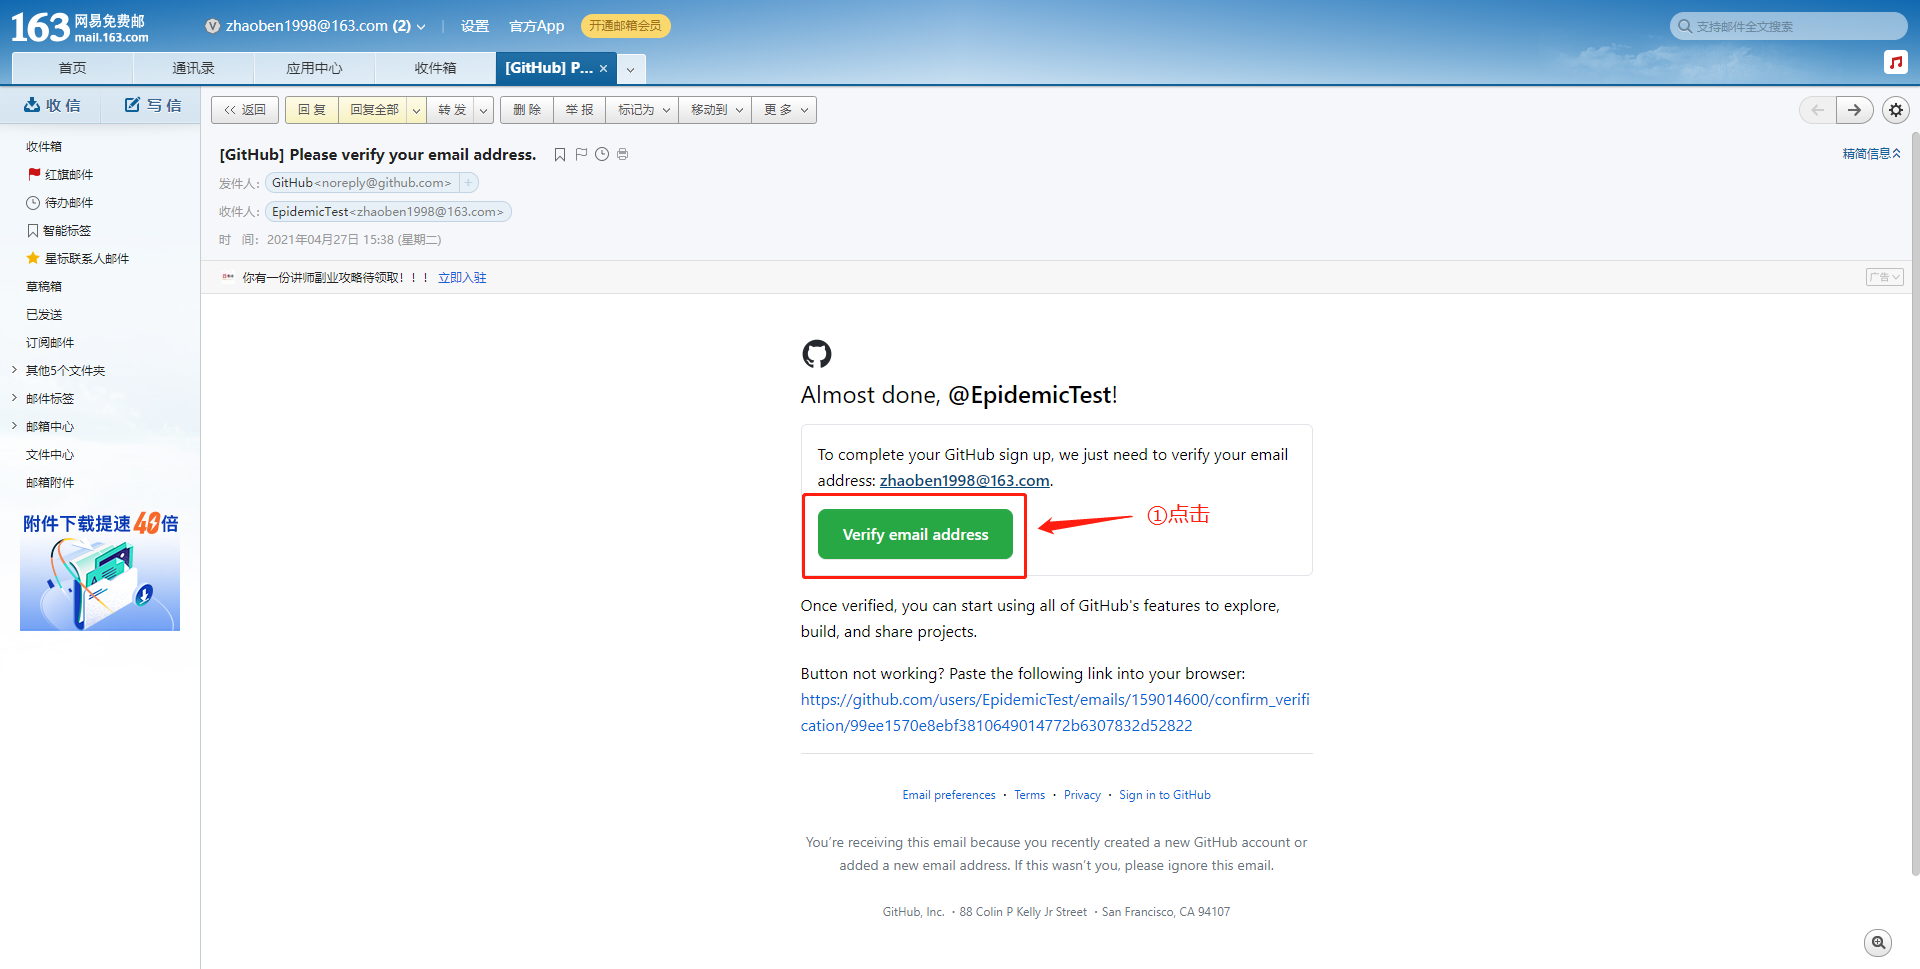 163 网易免费邮
mail.163.com
zhaoben1998@163.com (2)
设置
官方App
开通邮箱会员
支持邮件全文搜索
首页
通讯录
应用中心
收件箱
[GitHub] P... ×
收信
写信
<< 返回
回复
回复全部
转发
删除
举报
标记为
移动到
更多
收件箱
红旗邮件
待办邮件
智能标签
星标联系人邮件
草稿箱
已发送
订阅邮件
其他5个文件夹
邮件标签
邮箱中心
文件中心
邮箱附件
附件下载提速40倍
[GitHub] Please verify your email address.
精简信息
发件人： GitHub<noreply@github.com> +
收件人： EpidemicTest<zhaoben1998@163.com>
时 间： 2021年04月27日 15:38 (星期二)
你有一份讲师副业攻略待领取！！！ 立即入驻
广告
Almost done, @EpidemicTest!
To complete your GitHub sign up, we just need to verify your email
address: zhaoben1998@163.com.
Verify email address
①点击
Once verified, you can start using all of GitHub's features to explore,
build, and share projects.
Button not working? Paste the following link into your browser:
https://github.com/users/EpidemicTest/emails/159014600/confirm_verifi
cation/99ee1570e8ebf3810649014772b6307832d52822
Email preferences · Terms · Privacy · Sign in to GitHub
You’re receiving this email because you recently created a new GitHub account or
added a new email address. If this wasn’t you, please ignore this email.
GitHub, Inc. ・88 Colin P Kelly Jr Street ・San Francisco, CA 94107